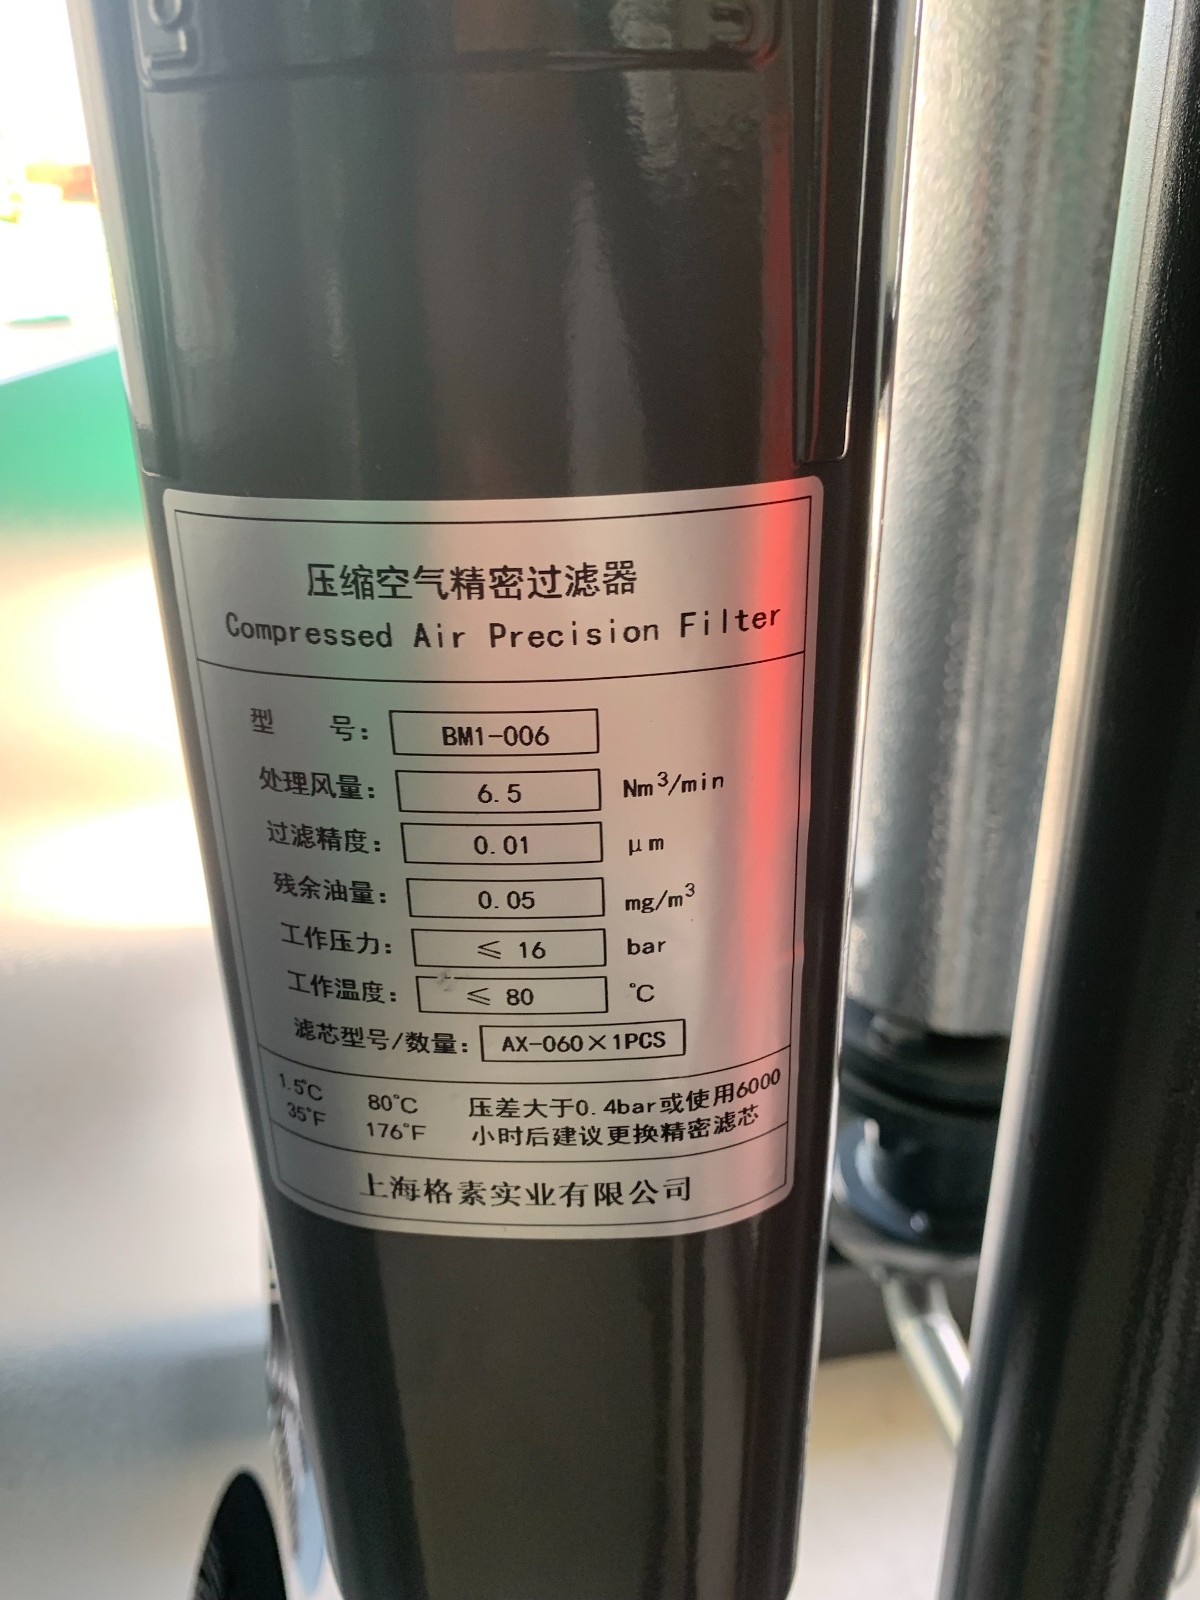 压缩空气精密过滤器
Compressed Air Precision Filter
型 号: BM1-006
处理风量: 6.5 Nm³/min
过滤精度: 0.01 μm
残余油量: 0.05 mg/m³
工作压力: ≤ 16 bar
工作温度: ≤ 80 ℃
滤芯型号/数量: AX-060×1PCS
1.5℃ 80℃ 压差大于0.4bar或使用6000
35℉ 176℉ 小时后建议更换精密滤芯
上海格素实业有限公司